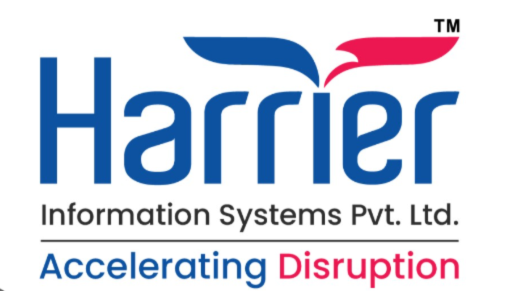 TM
Harrier
Information Systems Pvt. Ltd.
Accelerating Disruption